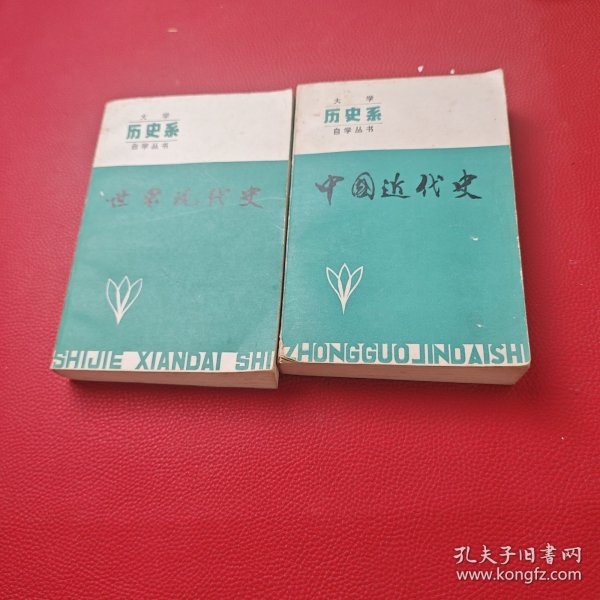 大学
历史系
自学丛书
世界现代史
SHIJIE XIANDAI SHI
大学
历史系
自学丛书
中国近代史
ZHONGGUOJINDAISHI
孔夫子旧书网
www.kongfz.com